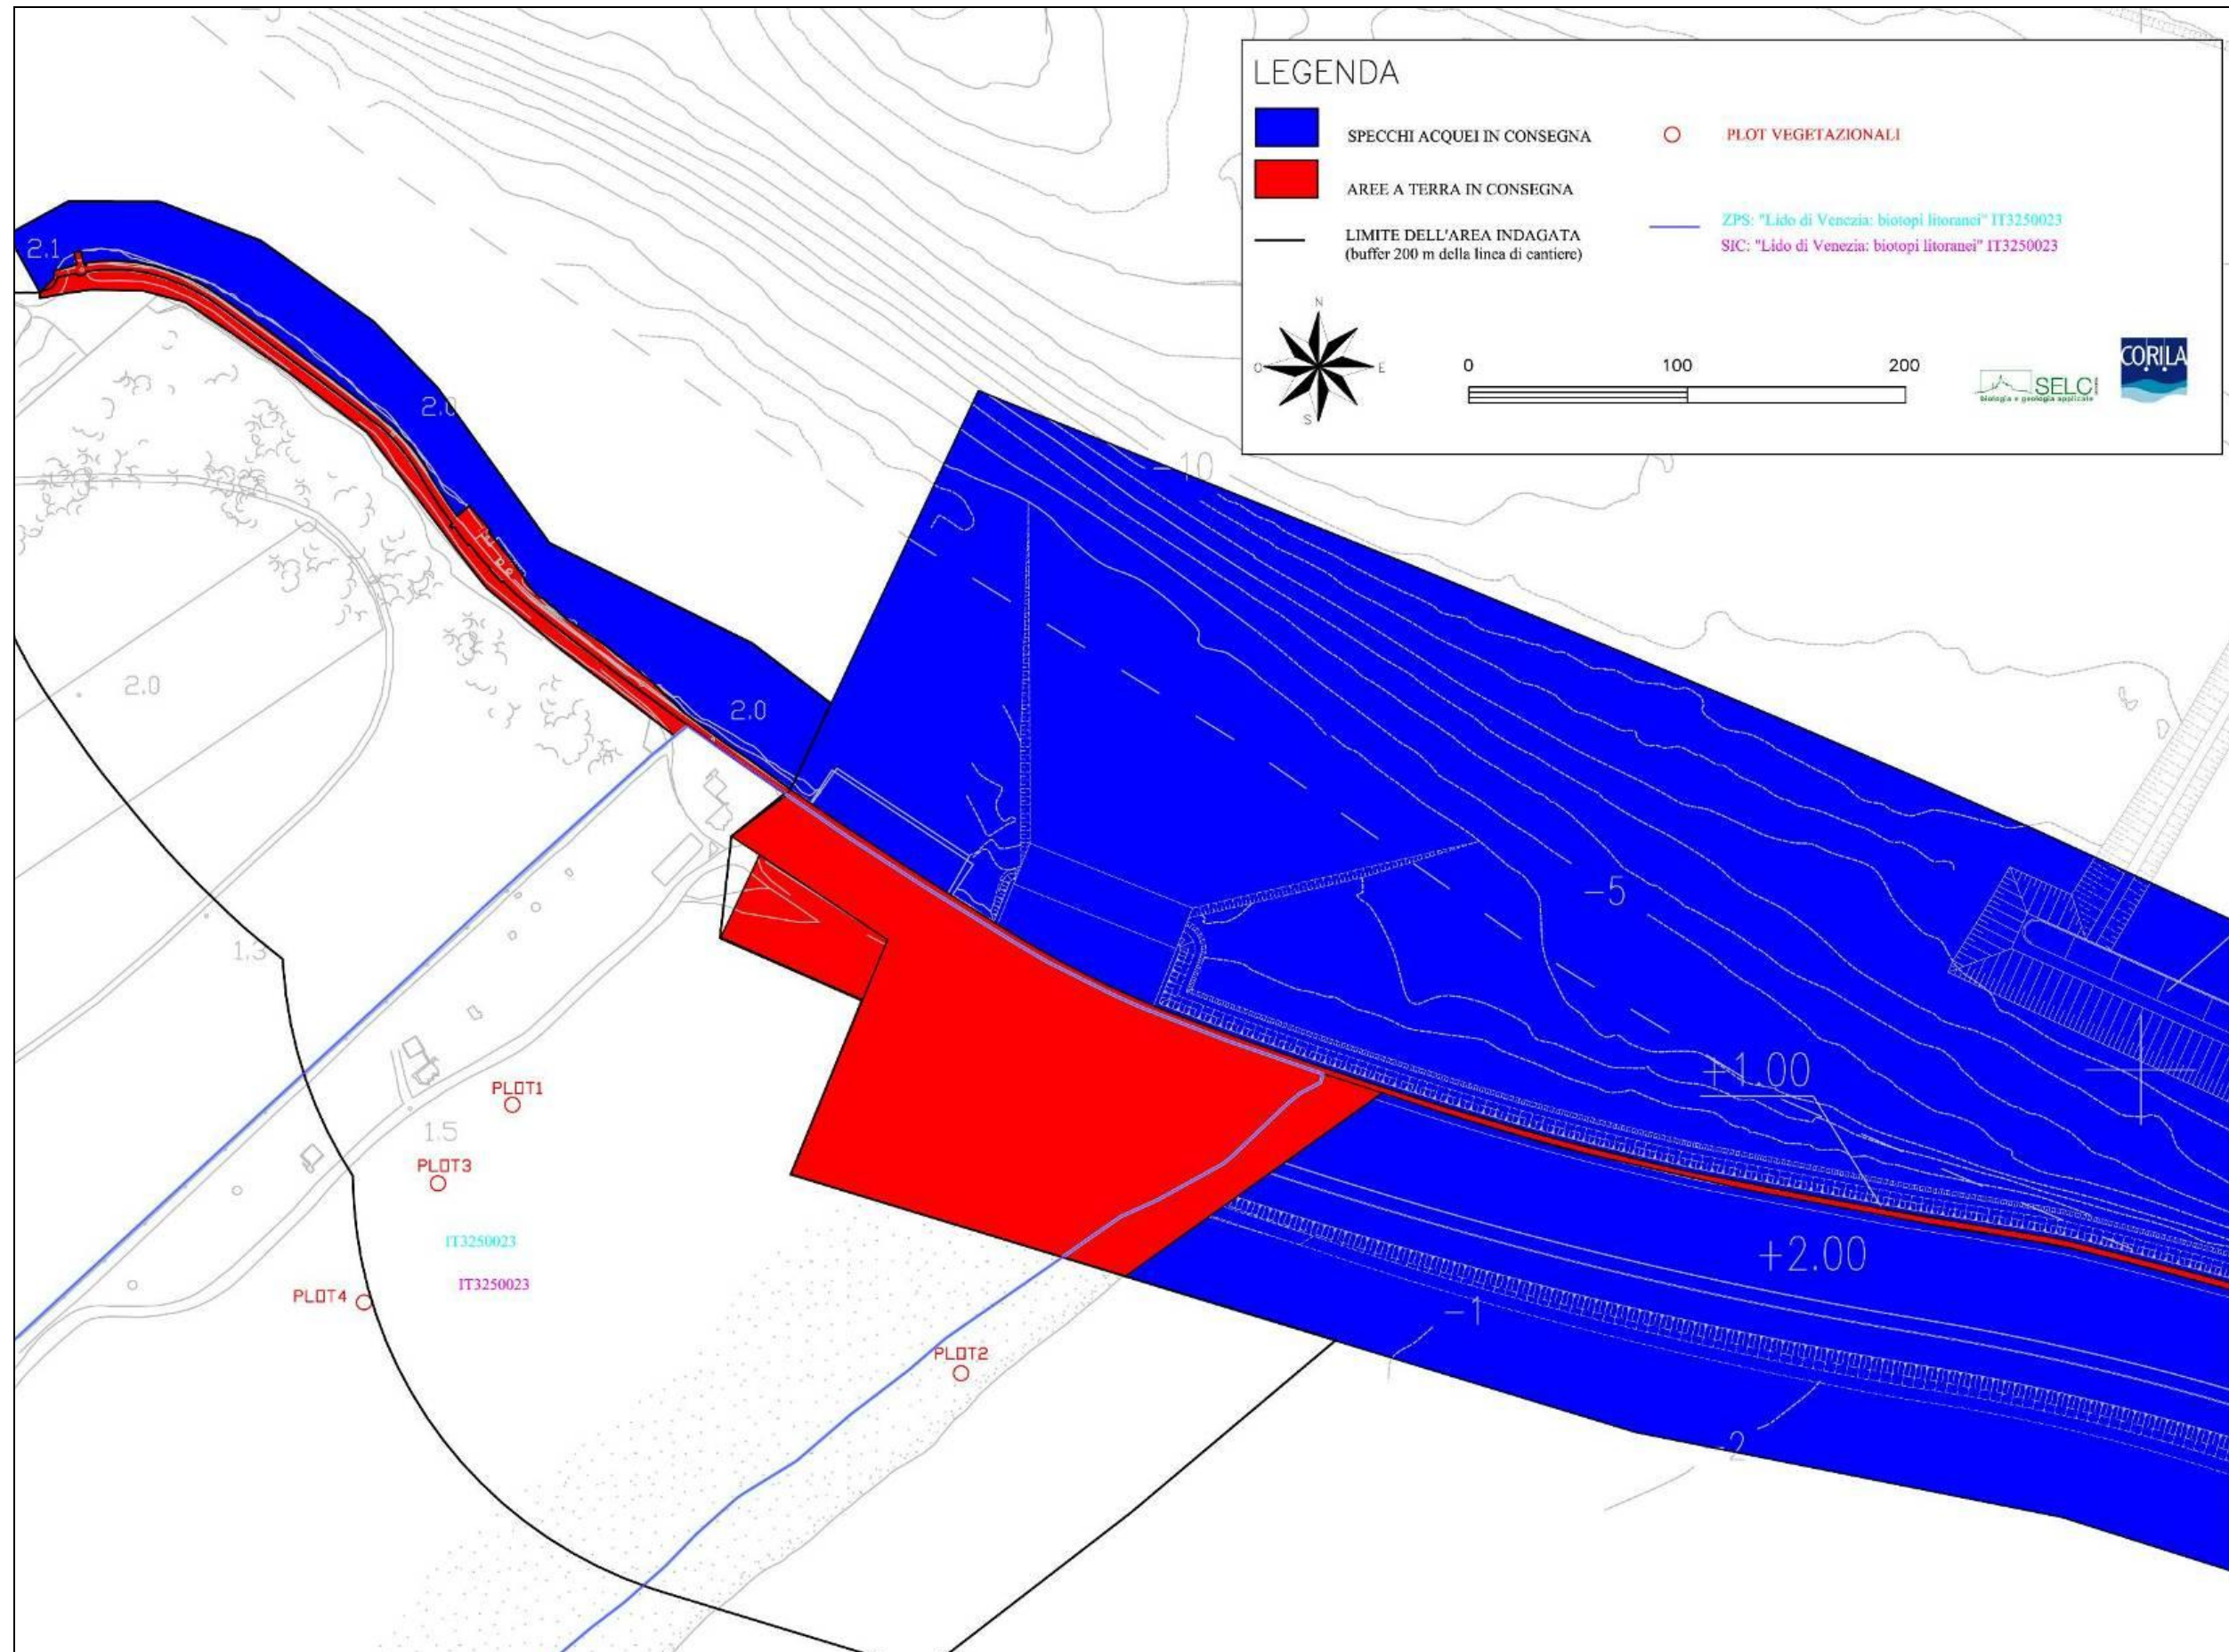 LEGENDA
SPECCHI ACQUEI IN CONSEGNA
PLOT VEGETAZIONALI
AREE A TERRA IN CONSEGNA
LIMITE DELL'AREA INDAGATA
(buffer 200 m della linea di cantiere)
ZPS: "Lido di Venezia: biotopi litoranei" IT3250023
SIC: "Lido di Venezia: biotopi litoranei" IT3250023
N
O
E
S
0 100 200
SELC
biologia e geologia applicate
CORILA
2.1
2.0
-10
2.0
2.0
-5
1.3
+1.00
PLOT1
1.5
PLOT3
IT3250023
IT3250023
PLOT4
+2.00
-1
PLOT2
-2